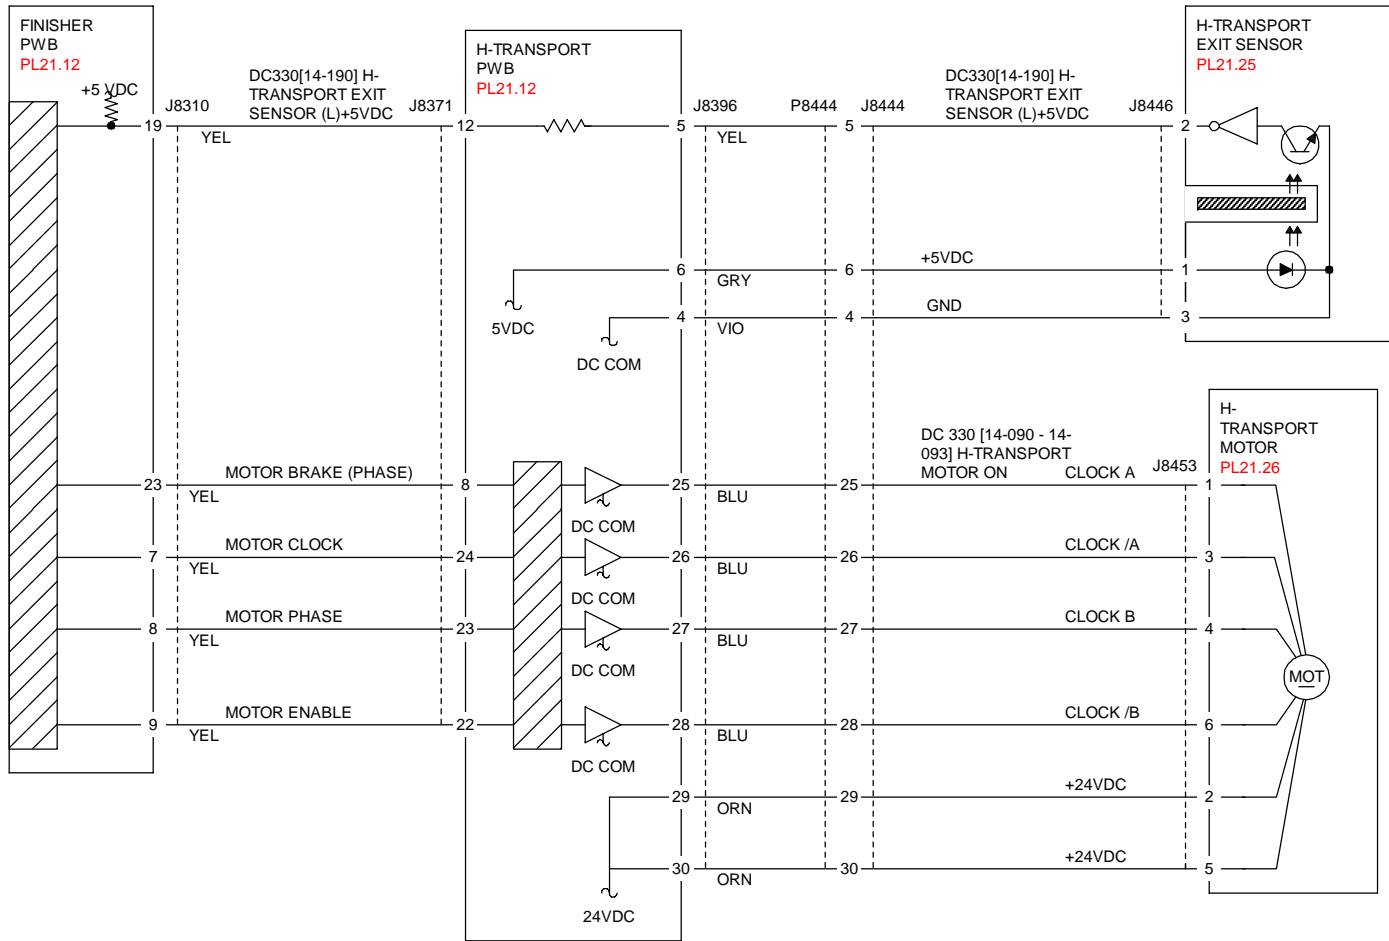 FINISHER
PWB
PL21.12
+5 VDC
J8310
19
YEL
DC330[14-190] H-
TRANSPORT EXIT
SENSOR (L)+5VDC
J8371
12
H-TRANSPORT
PWB
PL21.12
J8396
5
YEL
P8444
J8444
5
DC330[14-190] H-
TRANSPORT EXIT
SENSOR (L)+5VDC
J8446
2
H-TRANSPORT
EXIT SENSOR
PL21.25
5VDC
6
GRY
6
+5VDC
1
DC COM
4
VIO
4
GND
3
DC 330 [14-090 - 14-
093] H-TRANSPORT
MOTOR ON
J8453
H-
TRANSPORT
MOTOR
PL21.26
23
YEL
MOTOR BRAKE (PHASE)
8
DC COM
25
BLU
25
CLOCK A
1
7
YEL
MOTOR CLOCK
24
DC COM
26
BLU
26
CLOCK /A
3
8
YEL
MOTOR PHASE
23
DC COM
27
BLU
27
CLOCK B
4
MOT
9
YEL
MOTOR ENABLE
22
DC COM
28
BLU
28
CLOCK /B
6
29
ORN
29
+24VDC
2
30
ORN
30
+24VDC
5
24VDC